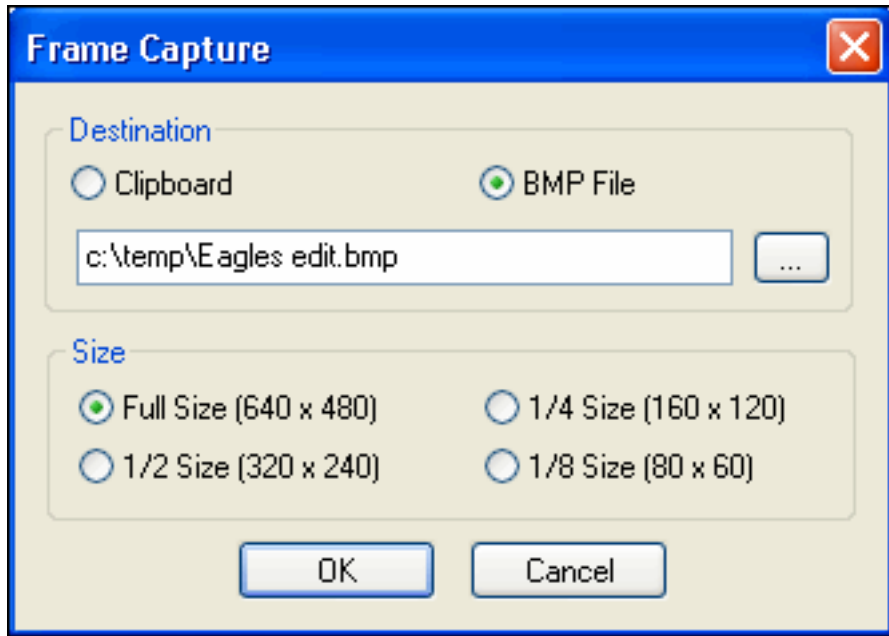 Frame Capture
Destination
Clipboard BMP File
c:\temp\Eagles edit.bmp ...
Size
Full Size (640 x 480) 1/4 Size (160 x 120)
1/2 Size (320 x 240) 1/8 Size (80 x 60)
OK Cancel